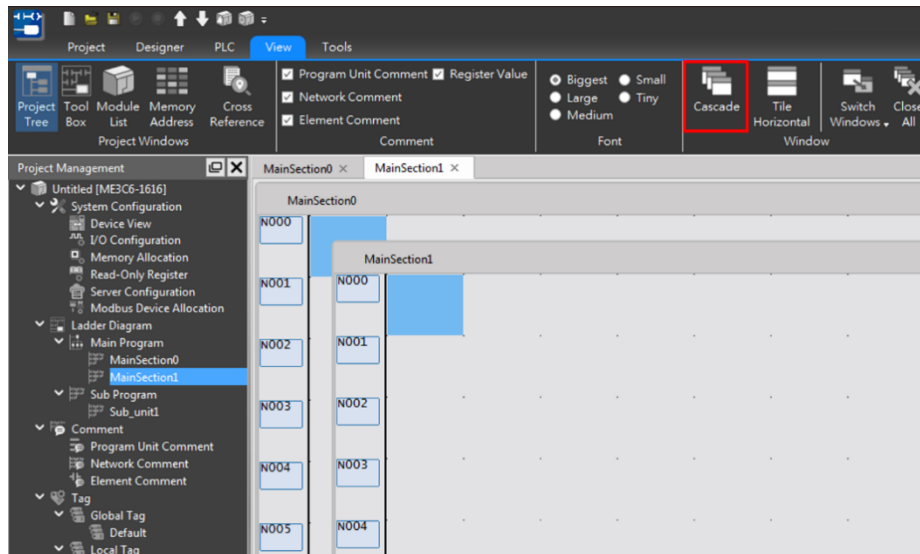 Project Designer PLC View Tools
Project Tree
Tool Box
Module List
Memory Address
Cross Reference
Project Windows
Program Unit Comment Register Value
Network Comment
Element Comment
Comment
Biggest Small
Large Tiny
Medium
Font
Cascade
Tile Horizontal
Switch Windows
Close All
Window
Project Management
MainSection0 MainSection1
Untitled [ME3C6-1616]
System Configuration
Device View
I/O Configuration
Memory Allocation
Read-Only Register
Server Configuration
Modbus Device Allocation
Ladder Diagram
Main Program
MainSection0
MainSection1
Sub Program
Sub_unit1
Comment
Program Unit Comment
Network Comment
Element Comment
Tag
Global Tag
Default
Local Tag
MainSection0
N000
N001
N002
N003
N004
N005
MainSection1
N000
N001
N002
N003
N004